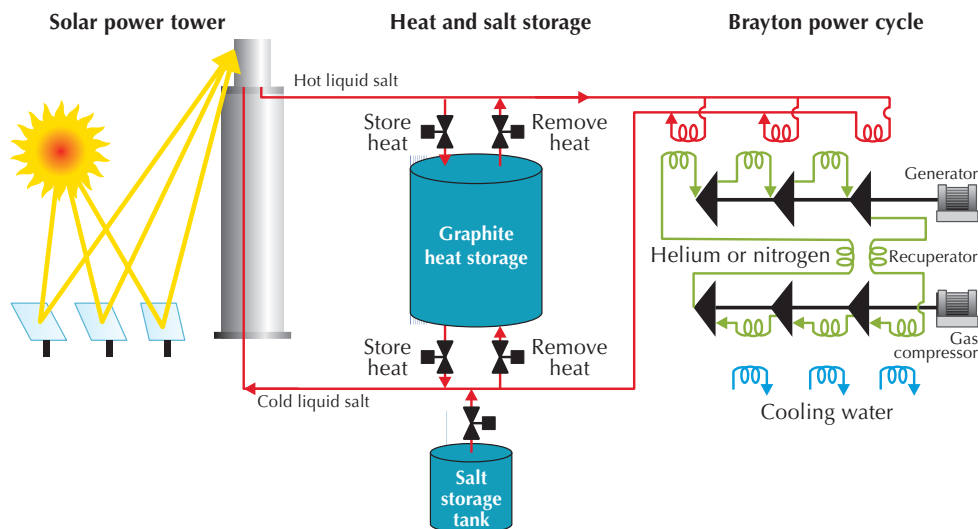 Solar power tower
Heat and salt storage
Brayton power cycle
Hot liquid salt
Store
heat
Remove
heat
Graphite
heat storage
Generator
Helium or nitrogen
Recuperator
Store
heat
Remove
heat
Gas
compressor
Cold liquid salt
Cooling water
Salt
storage
tank